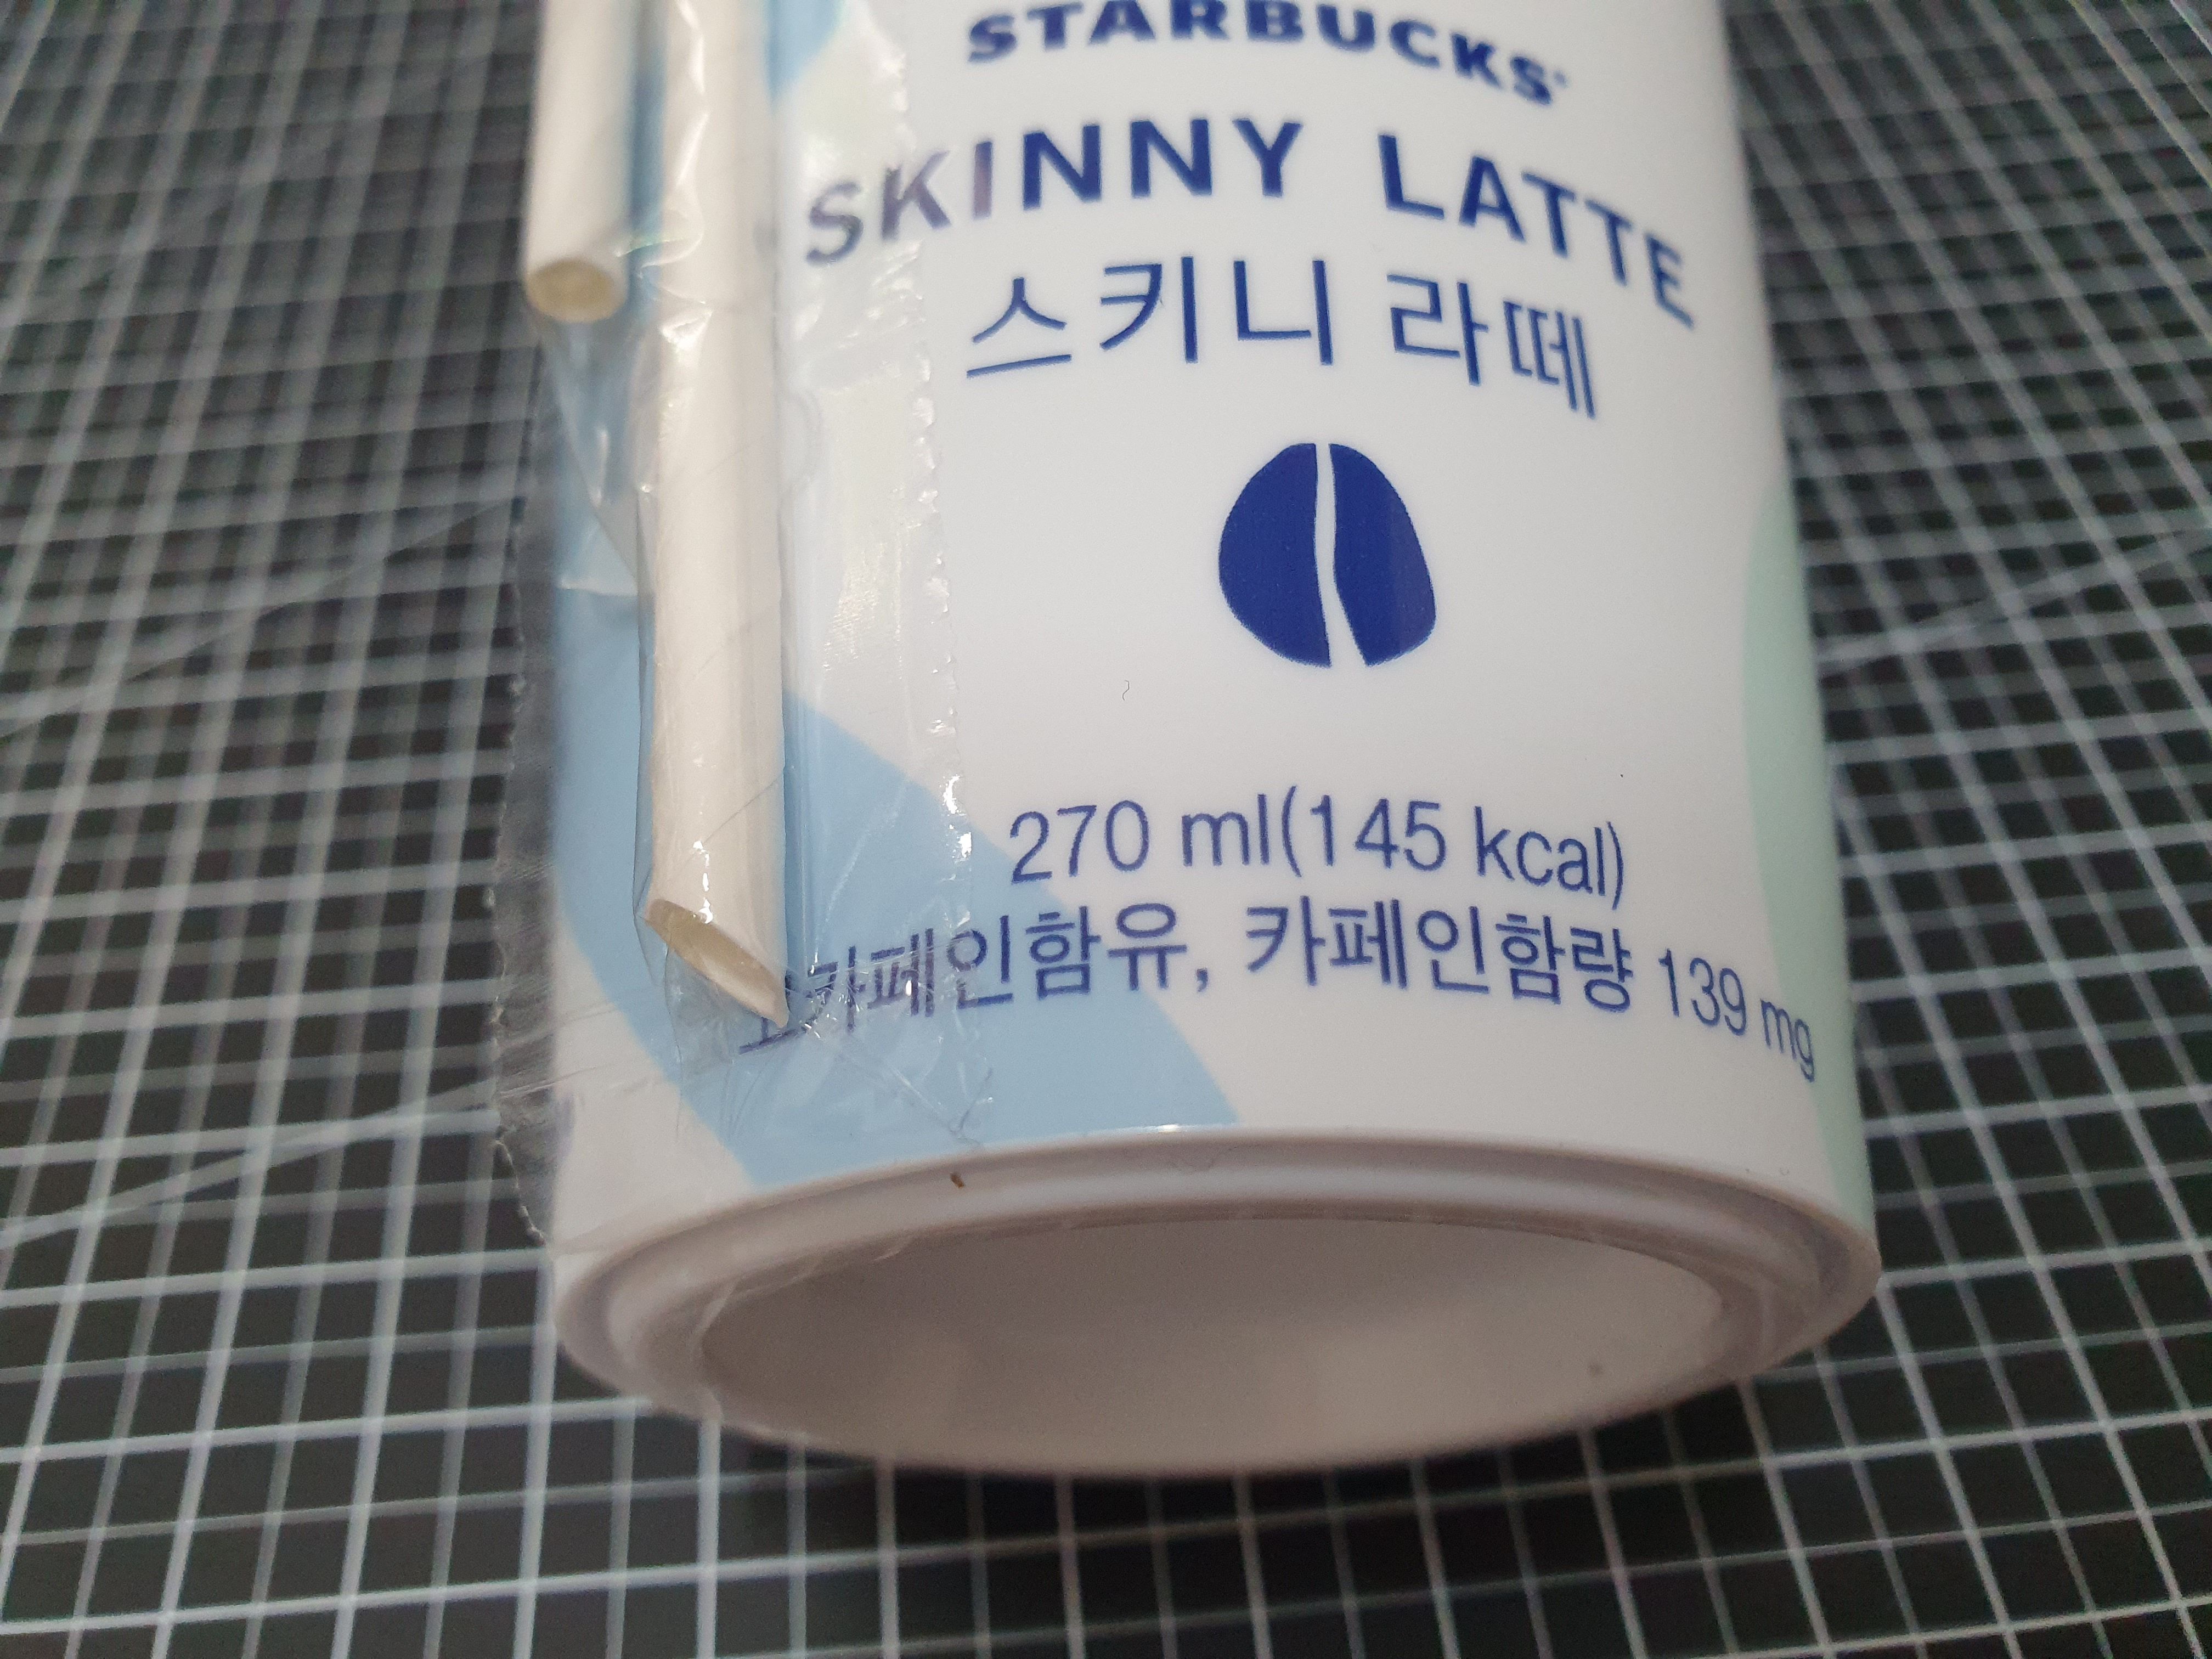 STARBUCKS
SKINNY LATTE
스키니 라떼
270 ml(145 kcal)
고카페인함유, 카페인함량 139 mg